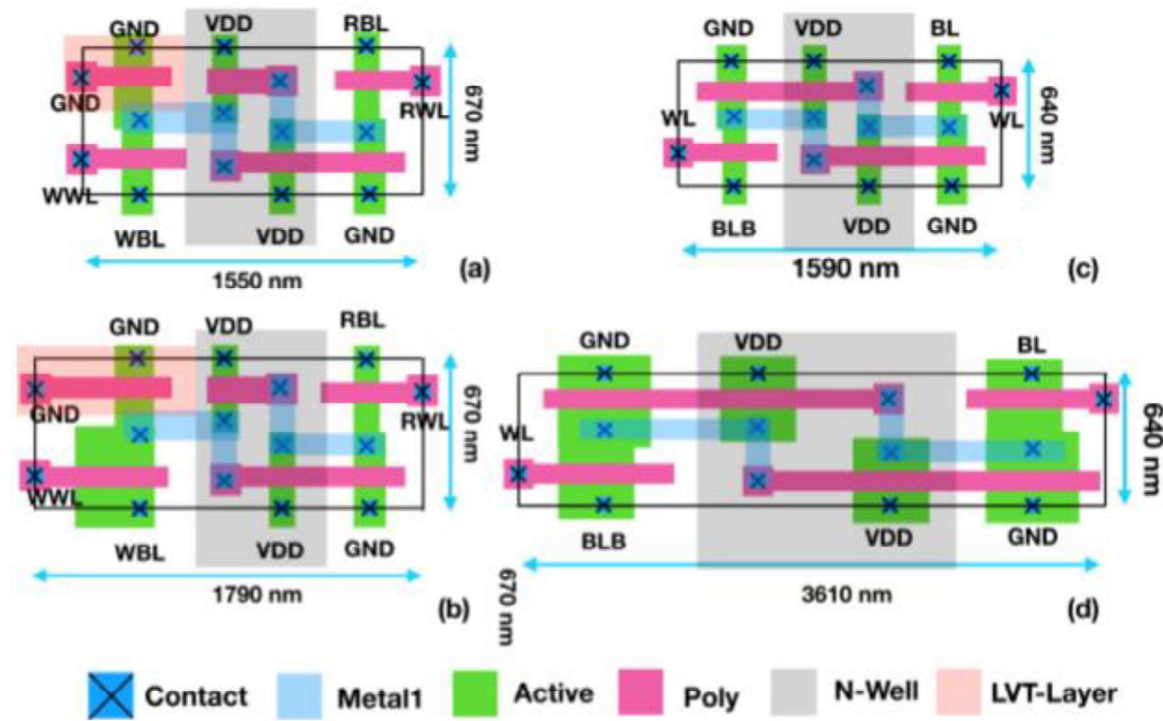 GND VDD RBL
GND
RWL
670 nm
WWL
WBL VDD GND
1550 nm
(a)
GND VDD BL
WL
WL
640 nm
BLB VDD GND
1590 nm
(c)
GND VDD RBL
GND
RWL
670 nm
WWL
WBL VDD GND
1790 nm
(b)
GND VDD BL
WL
640 nm
BLB VDD GND
670 nm
3610 nm
(d)
Contact Metal1 Active Poly N-Well LVT-Layer